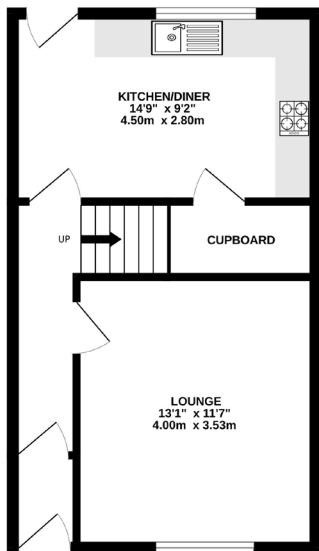 KITCHEN/DINER
14'9" x 9'2"
4.50m x 2.80m
UP
CUPBOARD
LOUNGE
13'1" x 11'7"
4.00m x 3.53m